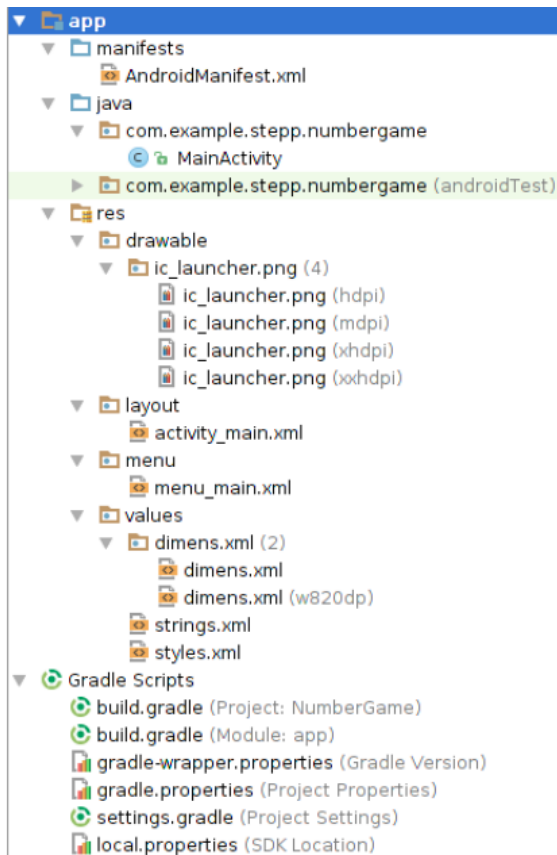 app
manifests
AndroidManifest.xml
java
com.example.stepp.numbergame
MainActivity
com.example.stepp.numbergame (androidTest)
res
drawable
ic_launcher.png (4)
ic_launcher.png (hdpi)
ic_launcher.png (mdpi)
ic_launcher.png (xhdpi)
ic_launcher.png (xxhdpi)
layout
activity_main.xml
menu
menu_main.xml
values
dimens.xml (2)
dimens.xml
dimens.xml (w820dp)
strings.xml
styles.xml
Gradle Scripts
build.gradle (Project: NumberGame)
build.gradle (Module: app)
gradle-wrapper.properties (Gradle Version)
gradle.properties (Project Properties)
settings.gradle (Project Settings)
local.properties (SDK Location)